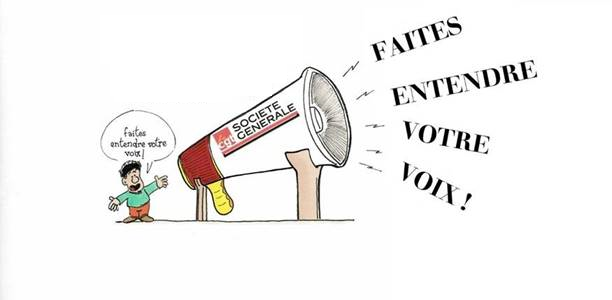 faites
entendre votre
voix!
cgt
SOCIETE
GENERALE
FAITES
ENTENDRE
VOTRE
VOIX!